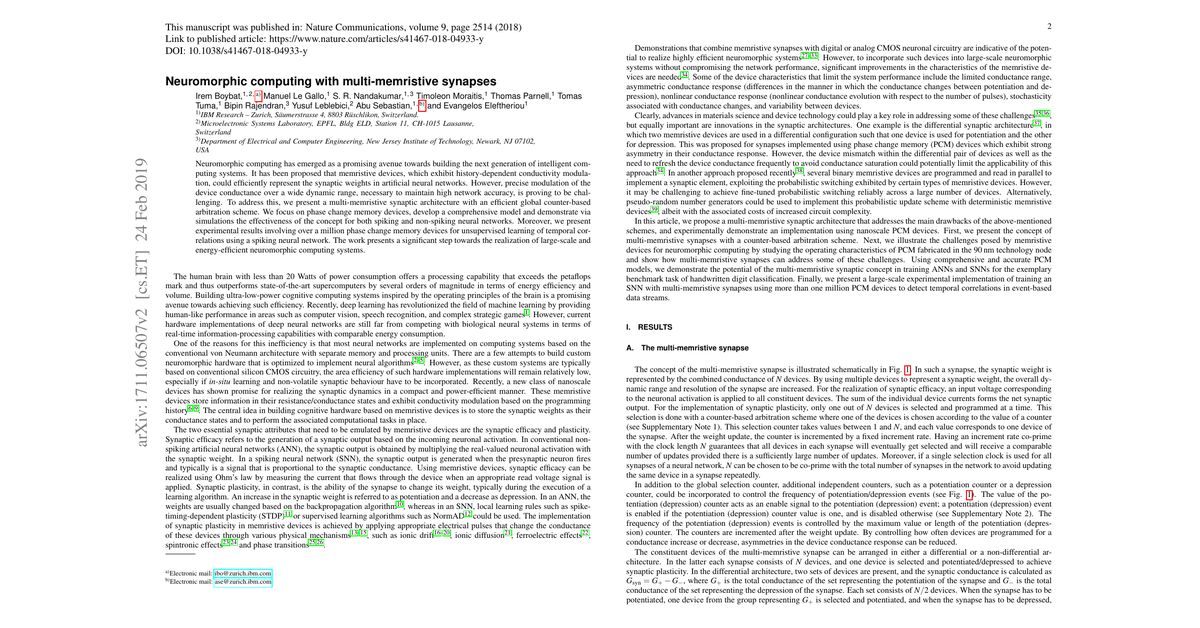 This manuscript was published in: Nature Communications, volume 9, page 2514 (2018)
Link to published article: https://www.nature.com/articles/s41467-018-04933-y
DOI: 10.1038/s41467-018-04933-y
Neuromorphic computing with multi-memristive synapses
Irem Boybat,1, 2, a) Manuel Le Gallo,1 S. R. Nandakumar,1, 3 Timoleon Moraitis,1 Thomas Parnell,1 Tomas
Tuma,1 Bipin Rajendran,3 Yusuf Leblebici,2 Abu Sebastian,1, b) and Evangelos Eleftheriou1
1)IBM Research – Zurich, Säumerstrasse 4, 8803 Rüschlikon, Switzerland.
2)Microelectronic Systems Laboratory, EPFL, Bldg ELD, Station 11, CH-1015 Lausanne,
Switzerland
3)Department of Electrical and Computer Engineering, New Jersey Institute of Technology, Newark, NJ 07102,
USA
Neuromorphic computing has emerged as a promising avenue towards building the next generation of intelligent com-
puting systems. It has been proposed that memristive devices, which exhibit history-dependent conductivity modula-
tion, could efficiently represent the synaptic weights in artificial neural networks. However, precise modulation of the
device conductance over a wide dynamic range, necessary to maintain high network accuracy, is proving to be chal-
lenging. To address this, we present a multi-memristive synaptic architecture with an efficient global counter-based
arbitration scheme. We focus on phase change memory devices, develop a comprehensive model and demonstrate via
simulations the effectiveness of the concept for both spiking and non-spiking neural networks. Moreover, we present
experimental results involving over a million phase change memory devices for unsupervised learning of temporal cor-
relations using a spiking neural network. The work presents a significant step towards the realization of large-scale and
energy-efficient neuromorphic computing systems.
The human brain with less than 20 Watts of power consumption offers a processing capability that exceeds the petaflops
mark and thus outperforms state-of-the-art supercomputers by several orders of magnitude in terms of energy efficiency and
volume. Building ultra-low-power cognitive computing systems inspired by the operating principles of the brain is a promising
avenue towards achieving such efficiency. Recently, deep learning has revolutionized the field of machine learning by providing
human-like performance in areas such as computer vision, speech recognition, and complex strategic games1. However, current
hardware implementations of deep neural networks are still far from competing with biological neural systems in terms of
real-time information-processing capabilities with comparable energy consumption.
One of the reasons for this inefficiency is that most neural networks are implemented on computing systems based on the
conventional von Neumann architecture with separate memory and processing units. There are a few attempts to build custom
neuromorphic hardware that is optimized to implement neural algorithms2–5. However, as these custom systems are typically
based on conventional silicon CMOS circuitry, the area efficiency of such hardware implementations will remain relatively low,
especially if in-situ learning and non-volatile synaptic behaviour have to be incorporated. Recently, a new class of nanoscale
devices has shown promise for realizing the synaptic dynamics in a compact and power-efficient manner. These memristive
devices store information in their resistance/conductance states and exhibit conductivity modulation based on the programming
history6–9. The central idea in building cognitive hardware based on memristive devices is to store the synaptic weights as their
conductance states and to perform the associated computational tasks in place.
The two essential synaptic attributes that need to be emulated by memristive devices are the synaptic efficacy and plasticity.
Synaptic efficacy refers to the generation of a synaptic output based on the incoming neuronal activation. In conventional non-
spiking artificial neural networks (ANN), the synaptic output is obtained by multiplying the real-valued neuronal activation with
the synaptic weight. In a spiking neural network (SNN), the synaptic output is generated when the presynaptic neuron fires
and typically is a signal that is proportional to the synaptic conductance. Using memristive devices, synaptic efficacy can be
realized using Ohm's law by measuring the current that flows through the device when an appropriate read voltage signal is
applied. Synaptic plasticity, in contrast, is the ability of the synapse to change its weight, typically during the execution of a
learning algorithm. An increase in the synaptic weight is referred to as potentiation and a decrease as depression. In an ANN, the
weights are usually changed based on the backpropagation algorithm10, whereas in an SNN, local learning rules such as spike-
timing-dependent plasticity (STDP)11 or supervised learning algorithms such as NormAD12 could be used. The implementation
of synaptic plasticity in memristive devices is achieved by applying appropriate electrical pulses that change the conductance
of these devices through various physical mechanisms13–15, such as ionic drift16–20, ionic diffusion21, ferroelectric effects22,
spintronic effects23,24 and phase transitions25,26.
a)Electronic mail: ibo@zurich.ibm.com
b)Electronic mail: ase@zurich.ibm.com
arXiv:1711.06507v2 [cs.ET] 24 Feb 2019
2
Demonstrations that combine memristive synapses with digital or analog CMOS neuronal circuitry are indicative of the poten-
tial to realize highly efficient neuromorphic systems27–33. However, to incorporate such devices into large-scale neuromorphic
systems without compromising the network performance, significant improvements in the characteristics of the memristive de-
vices are needed34. Some of the device characteristics that limit the system performance include the limited conductance range,
asymmetric conductance response (differences in the manner in which the conductance changes between potentiation and de-
pression), nonlinear conductance response (nonlinear conductance evolution with respect to the number of pulses), stochasticity
associated with conductance changes, and variability between devices.
Clearly, advances in materials science and device technology could play a key role in addressing some of these challenges35,36,
but equally important are innovations in the synaptic architectures. One example is the differential synaptic architecture37, in
which two memristive devices are used in a differential configuration such that one device is used for potentiation and the other
for depression. This was proposed for synapses implemented using phase change memory (PCM) devices which exhibit strong
asymmetry in their conductance response. However, the device mismatch within the differential pair of devices as well as the
need to refresh the device conductance frequently to avoid conductance saturation could potentially limit the applicability of this
approach34. In another approach proposed recently38, several binary memristive devices are programmed and read in parallel to
implement a synaptic element, exploiting the probabilistic switching exhibited by certain types of memristive devices. However,
it may be challenging to achieve fine-tuned probabilistic switching reliably across a large number of devices. Alternatively,
pseudo-random number generators could be used to implement this probabilistic update scheme with deterministic memristive
devices39, albeit with the associated costs of increased circuit complexity.
In this article, we propose a multi-memristive synaptic architecture that addresses the main drawbacks of the above-mentioned
schemes, and experimentally demonstrate an implementation using nanoscale PCM devices. First, we present the concept of
multi-memristive synapses with a counter-based arbitration scheme. Next, we illustrate the challenges posed by memristive
devices for neuromorphic computing by studying the operating characteristics of PCM fabricated in the 90 nm technology node
and show how multi-memristive synapses can address some of these challenges. Using comprehensive and accurate PCM
models, we demonstrate the potential of the multi-memristive synaptic concept in training ANNs and SNNs for the exemplary
benchmark task of handwritten digit classification. Finally, we present a large-scale experimental implementation of training an
SNN with multi-memristive synapses using more than one million PCM devices to detect temporal correlations in event-based
data streams.
I. RESULTS
A. The multi-memristive synapse
The concept of the multi-memristive synapse is illustrated schematically in Fig. 1. In such a synapse, the synaptic weight is
represented by the combined conductance of N devices. By using multiple devices to represent a synaptic weight, the overall dy-
namic range and resolution of the synapse are increased. For the realization of synaptic efficacy, an input voltage corresponding
to the neuronal activation is applied to all constituent devices. The sum of the individual device currents forms the net synaptic
output. For the implementation of synaptic plasticity, only one out of N devices is selected and programmed at a time. This
selection is done with a counter-based arbitration scheme where one of the devices is chosen according to the value of a counter
(see Supplementary Note 1). This selection counter takes values between 1 and N, and each value corresponds to one device of
the synapse. After the weight update, the counter is incremented by a fixed increment rate. Having an increment rate co-prime
with the clock length N guarantees that all devices in each synapse will eventually get selected and will receive a comparable
number of updates provided there is a sufficiently large number of updates. Moreover, if a single selection clock is used for all
synapses of a neural network, N can be chosen to be co-prime with the total number of synapses in the network to avoid updating
the same device in a synapse repeatedly.
In addition to the global selection counter, additional independent counters, such as a potentiation counter or a depression
counter, could be incorporated to control the frequency of potentiation/depression events (see Fig. 1). The value of the po-
tentiation (depression) counter acts as an enable signal to the potentiation (depression) event; a potentiation (depression) event
is enabled if the potentiation (depression) counter value is one, and is disabled otherwise (see Supplementary Note 2). The
frequency of the potentiation (depression) events is controlled by the maximum value or length of the potentiation (depres-
sion) counter. The counters are incremented after the weight update. By controlling how often devices are programmed for a
conductance increase or decrease, asymmetries in the device conductance response can be reduced.
The constituent devices of the multi-memristive synapse can be arranged in either a differential or a non-differential ar-
chitecture. In the latter each synapse consists of N devices, and one device is selected and potentiated/depressed to achieve
synaptic plasticity. In the differential architecture, two sets of devices are present, and the synaptic conductance is calculated as
Gsyn = G+ − G−, where G+ is the total conductance of the set representing the potentiation of the synapse and G− is the total
conductance of the set representing the depression of the synapse. Each set consists of N/2 devices. When the synapse has to be
potentiated, one device from the group representing G+ is selected and potentiated, and when the synapse has to be depressed,